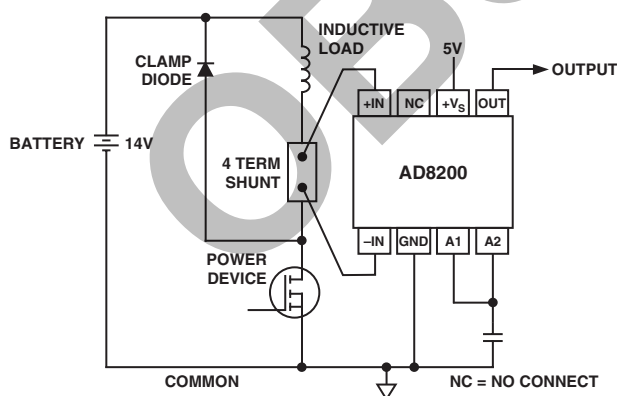 INDUCTIVE
LOAD
5V
CLAMP
DIODE
OUTPUT
+IN
NC
+VS
OUT
BATTERY
14V
4 TERM
SHUNT
AD8200
–IN
GND
A1
A2
POWER
DEVICE
COMMON
NC = NO CONNECT